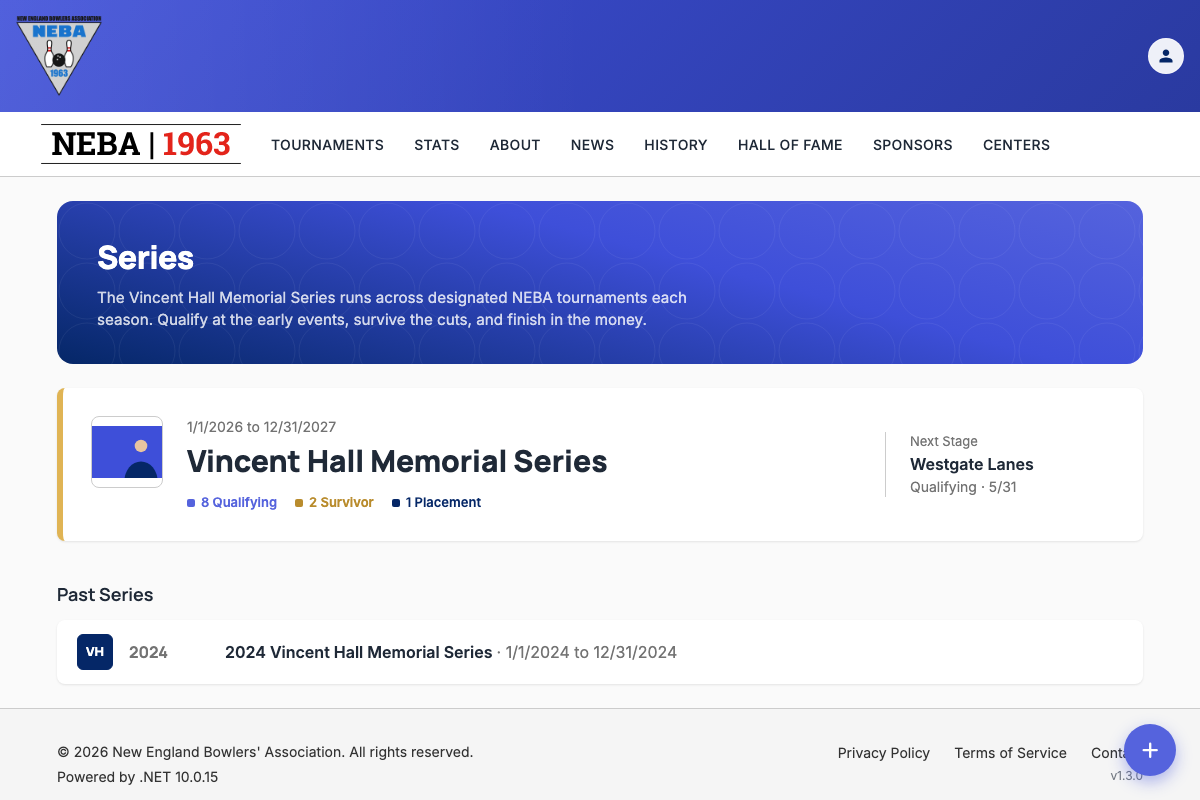 NEW ENGLAND BOWLERS ASSOCIATION
NEBA
1963
NEBA | 1963
TOURNAMENTS
STATS
ABOUT
NEWS
HISTORY
HALL OF FAME
SPONSORS
CENTERS
Series
The Vincent Hall Memorial Series runs across designated NEBA tournaments each
season. Qualify at the early events, survive the cuts, and finish in the money.
1/1/2026 to 12/31/2027
Vincent Hall Memorial Series
8 Qualifying
2 Survivor
1 Placement
Next Stage
Westgate Lanes
Qualifying · 5/31
Past Series
VH
2024
2024 Vincent Hall Memorial Series · 1/1/2024 to 12/31/2024
© 2026 New England Bowlers' Association. All rights reserved.
Powered by .NET 10.0.15
Privacy Policy
Terms of Service
v1.3.0